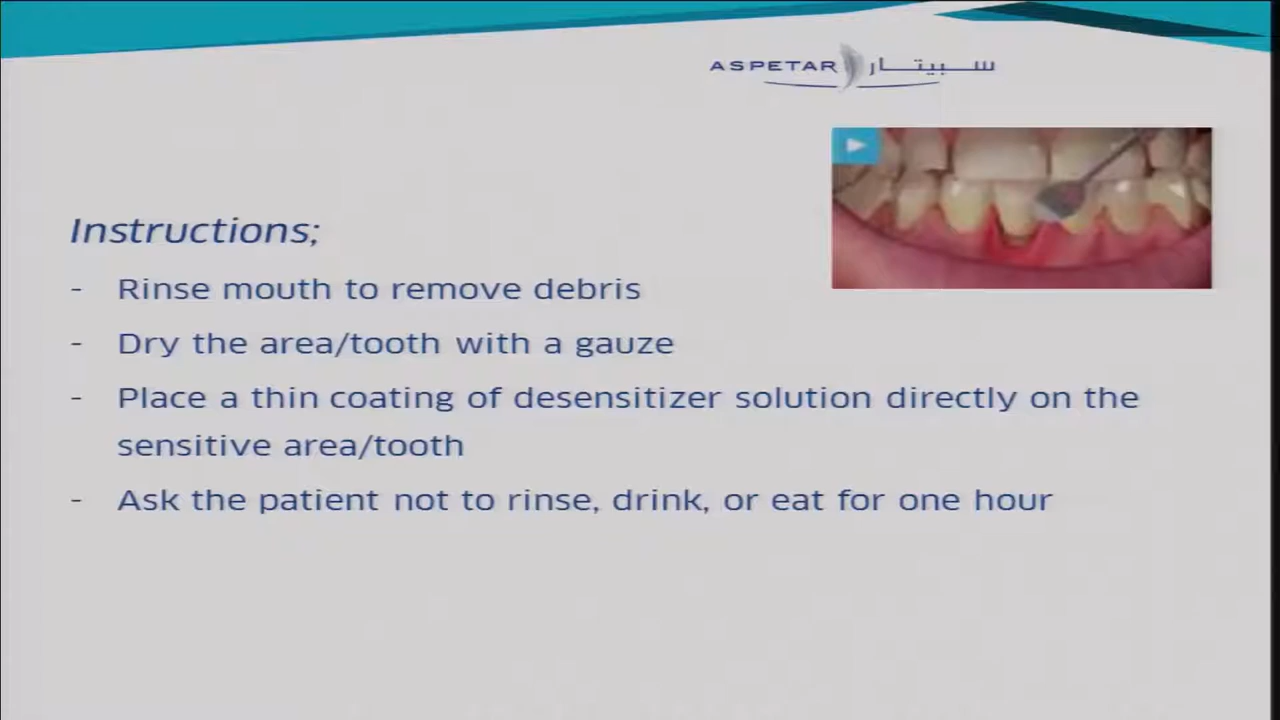 ASPETAR سبيتار
Instructions;
- Rinse mouth to remove debris
- Dry the area/tooth with a gauze
- Place a thin coating of desensitizer solution directly on the
sensitive area/tooth
- Ask the patient not to rinse, drink, or eat for one hour